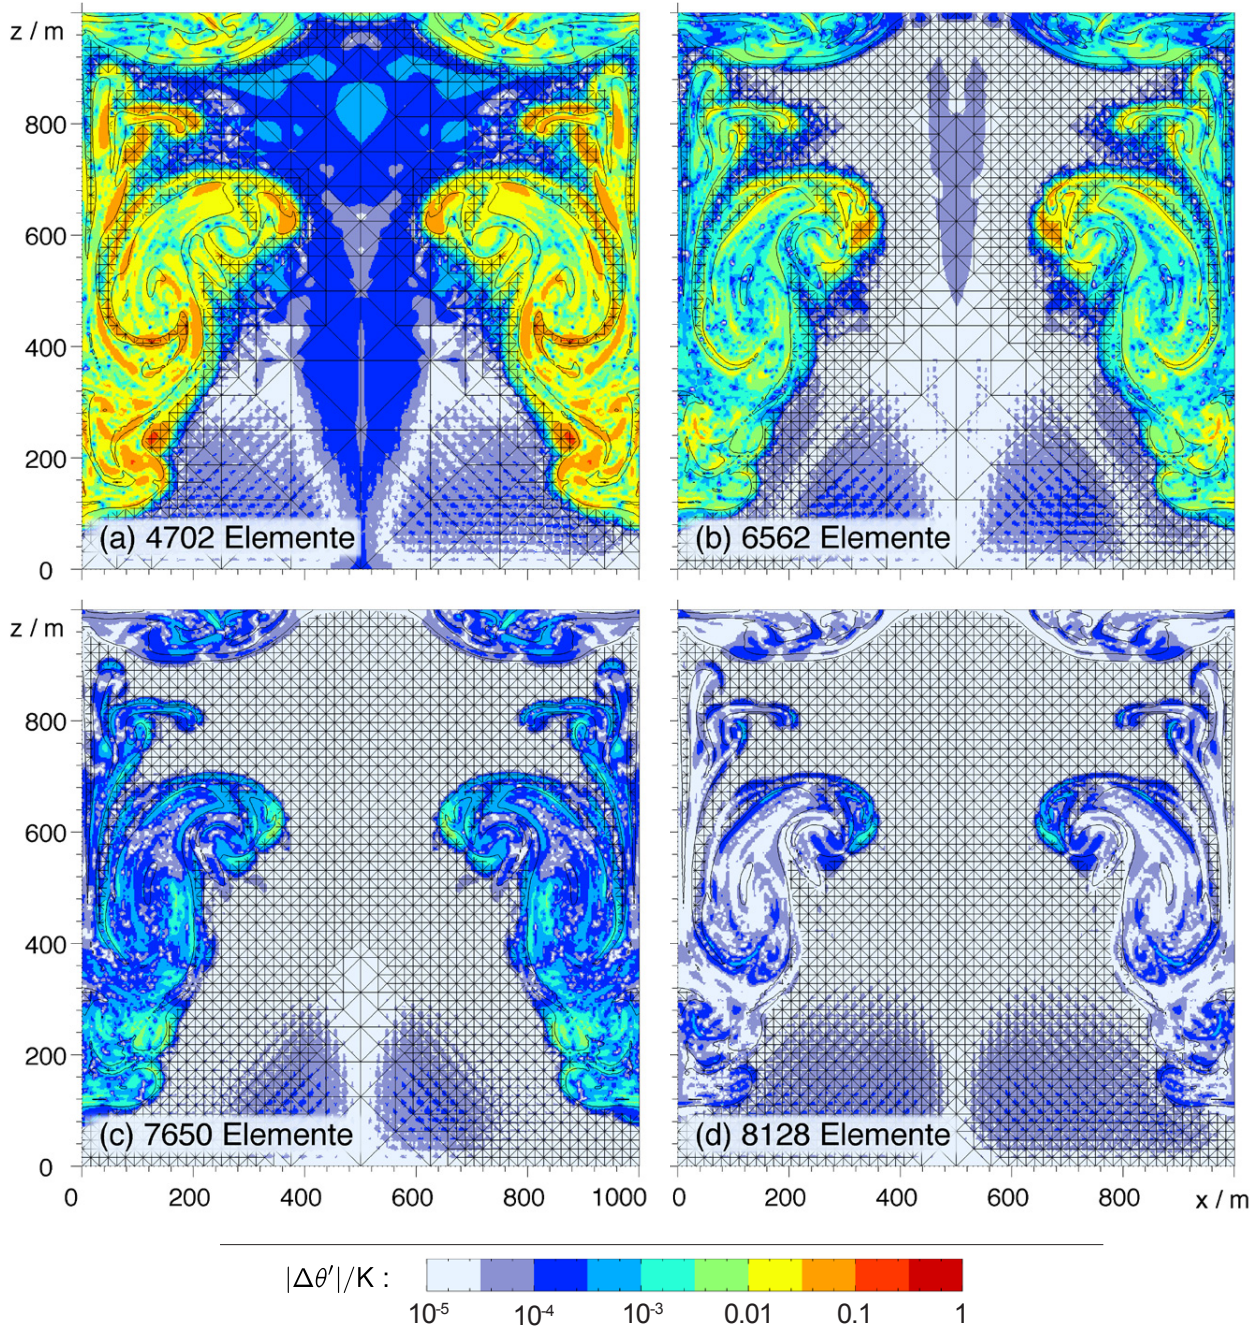 z / m
800
600
400
200
0
(a) 4702 Elemente
(b) 6562 Elemente
z / m
800
600
400
200
0
(c) 7650 Elemente
(d) 8128 Elemente
0 200 400 600 800 1000
0 200 400 600 800 x / m
|Δθ′|/K :
10⁻⁵ 10⁻⁴ 10⁻³ 0.01 0.1 1